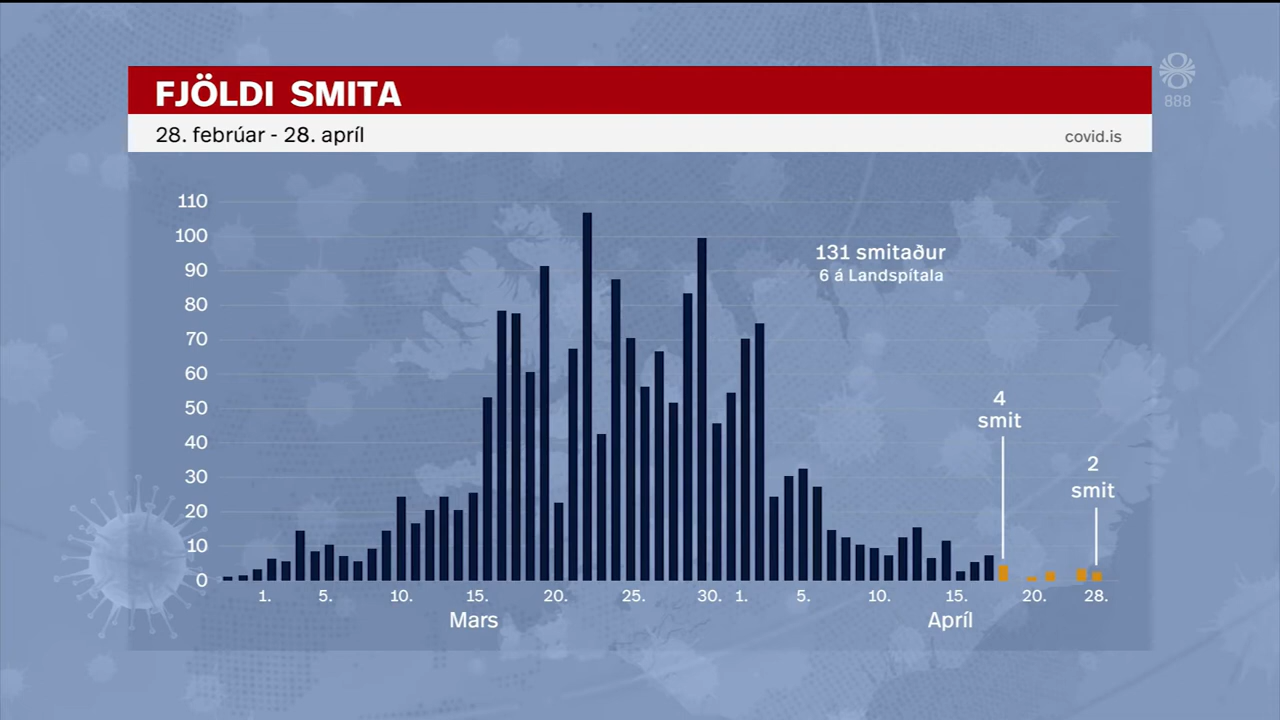 FJÖLDI SMITA
888
28. febrúar - 28. apríl
covid.is
110
100
90
80
70
60
50
40
30
20
10
0
131 smitaður
6 á Landspítala
4
smit
2
smit
1. 5. 10. 15. 20. 25. 30. 1. 5. 10. 15. 20. 28.
Mars Apríl